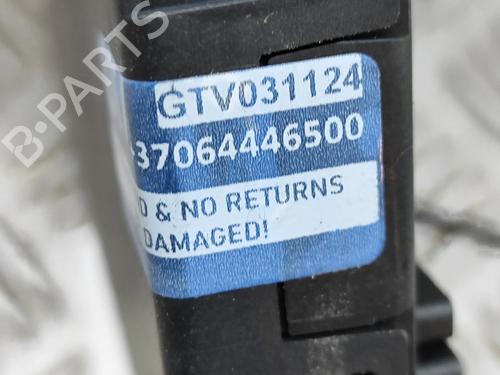 B-PARTS
GTV031124
37064446500
D & NO RETURNS
DAMAGED!